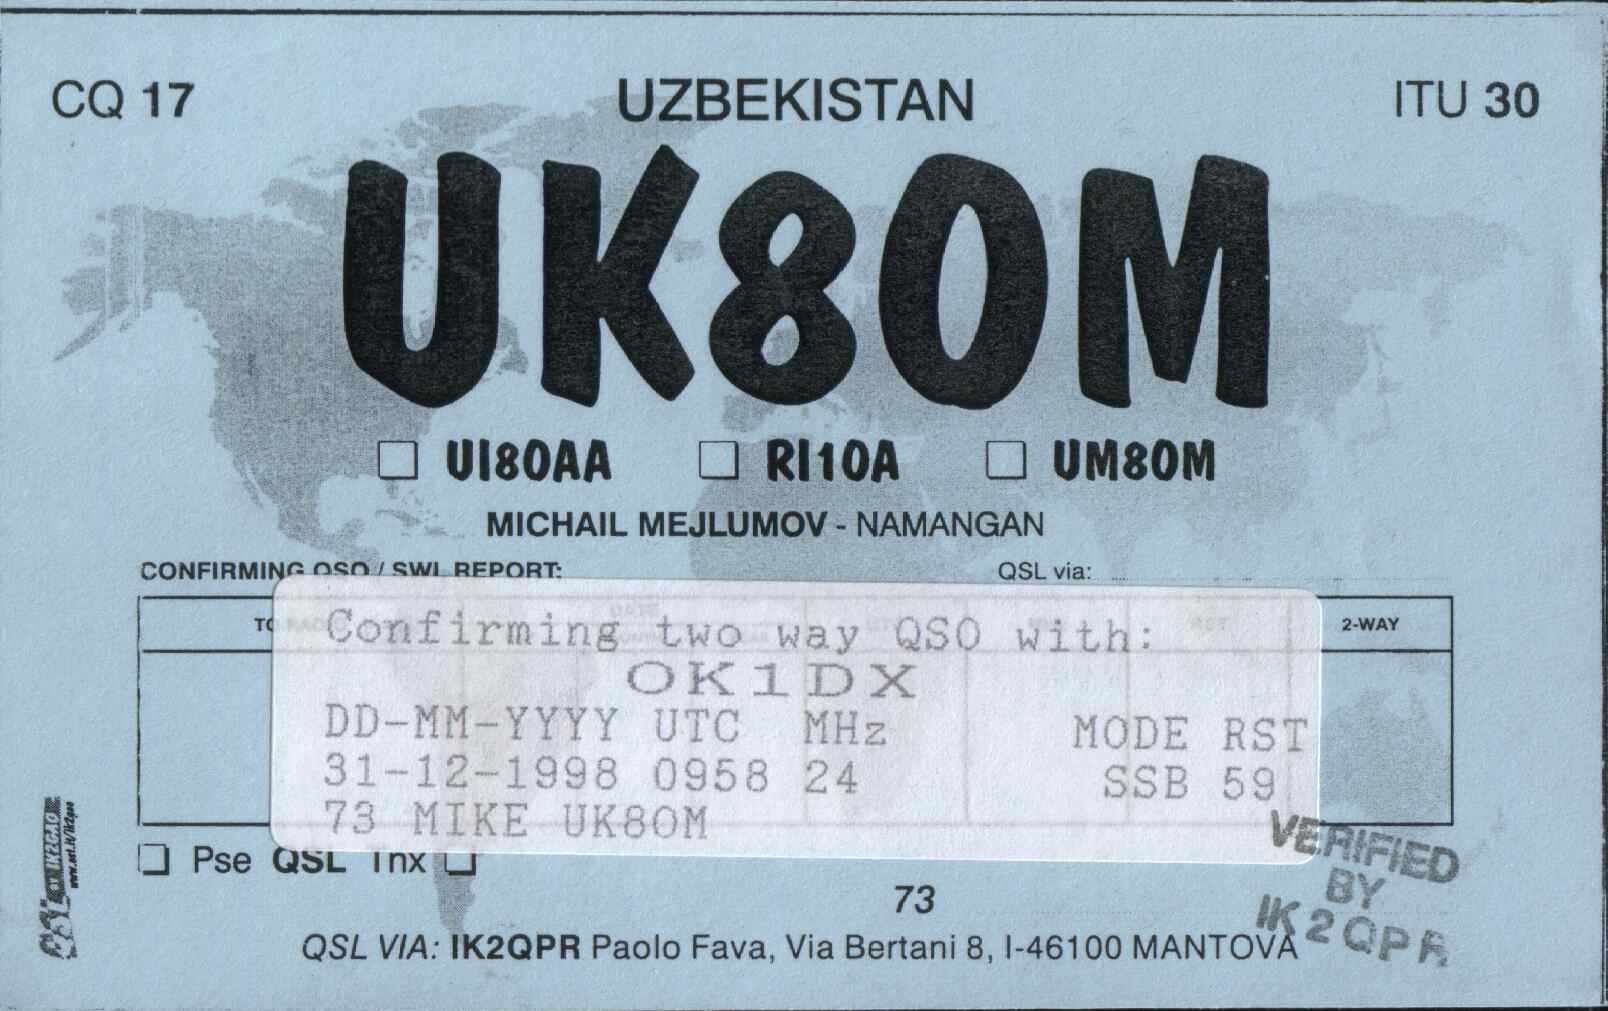 CQ 17 UZBEKISTAN ITU 30
UK8OM
UI8OAA RI1OA UM8OM
MICHAIL MEJLUMOV - NAMANGAN
CONFIRMING QSO / SWL REPORT: QSL via:
2-WAY
Confirming two way QSO with:
OK1DX
DD-MM-YYYY UTC MHz MODE RST
31-12-1998 0958 24 SSB 59
73 MIKE UK8OM
Pse QSL Tnx
73
QSL VIA: IK2QPR Paolo Fava, Via Bertani 8, I-46100 MANTOVA
VERIFIED
BY
IK2QPR